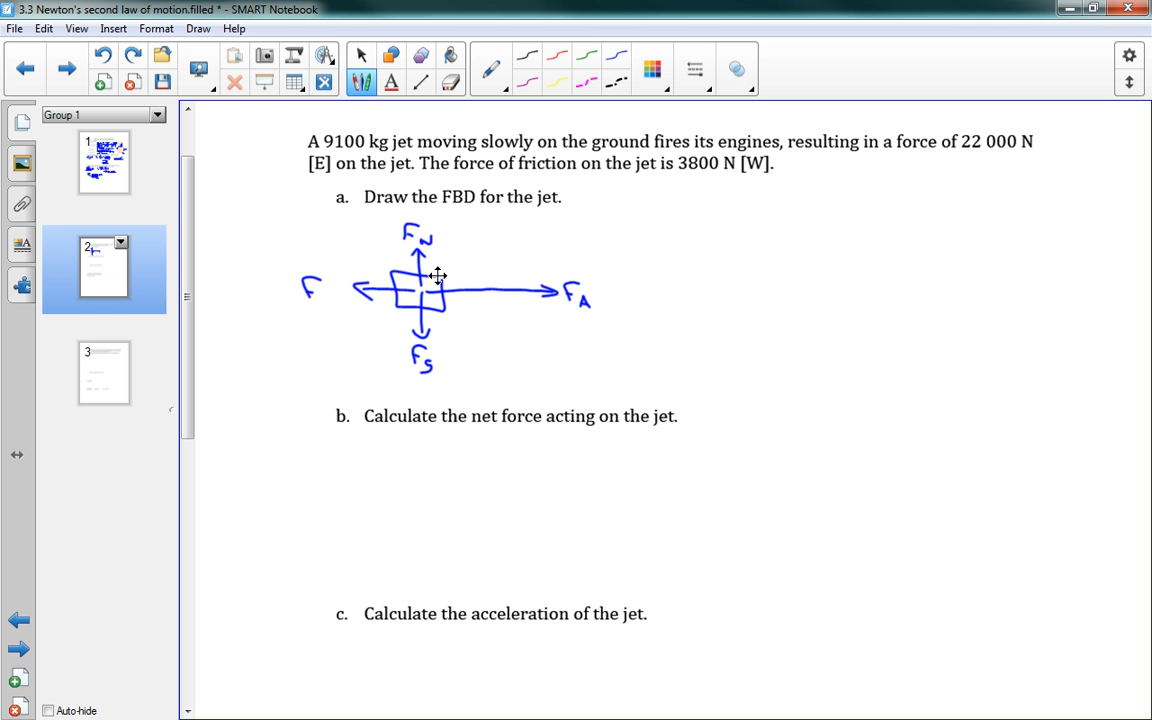 3.3 Newton's second law of motion.filled * - SMART Notebook
File Edit View Insert Format Draw Help
Group 1
1
2
3
A 9100 kg jet moving slowly on the ground fires its engines, resulting in a force of 22 000 N
[E] on the jet. The force of friction on the jet is 3800 N [W].
a. Draw the FBD for the jet.
FN
F
FA
Fg
b. Calculate the net force acting on the jet.
c. Calculate the acceleration of the jet.
Auto-hide